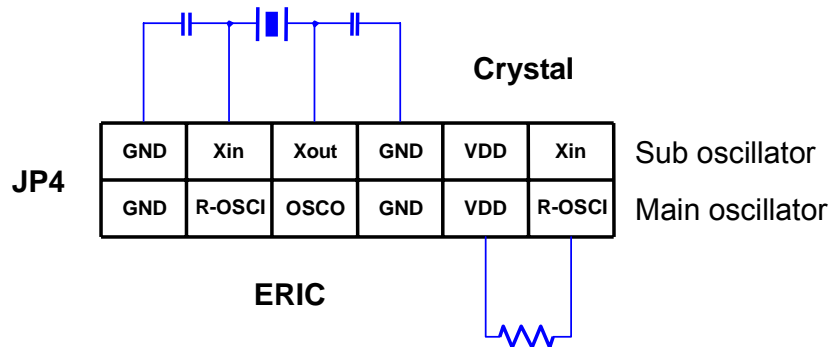 Crystal
GND Xin Xout GND VDD Xin Sub oscillator
JP4
GND R-OSCI OSCO GND VDD R-OSCI Main oscillator
ERIC